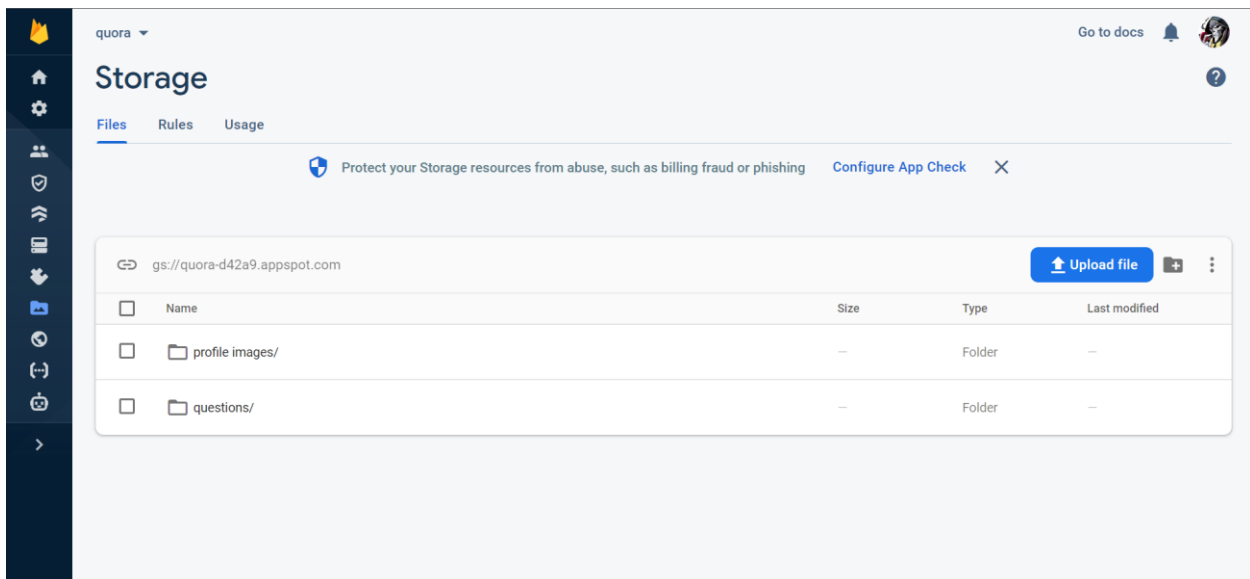 quora
Go to docs
Storage
Files Rules Usage
Protect your Storage resources from abuse, such as billing fraud or phishing Configure App Check
gs://quora-d42a9.appspot.com
Upload file
Name Size Type Last modified
profile images/ — Folder —
questions/ — Folder —